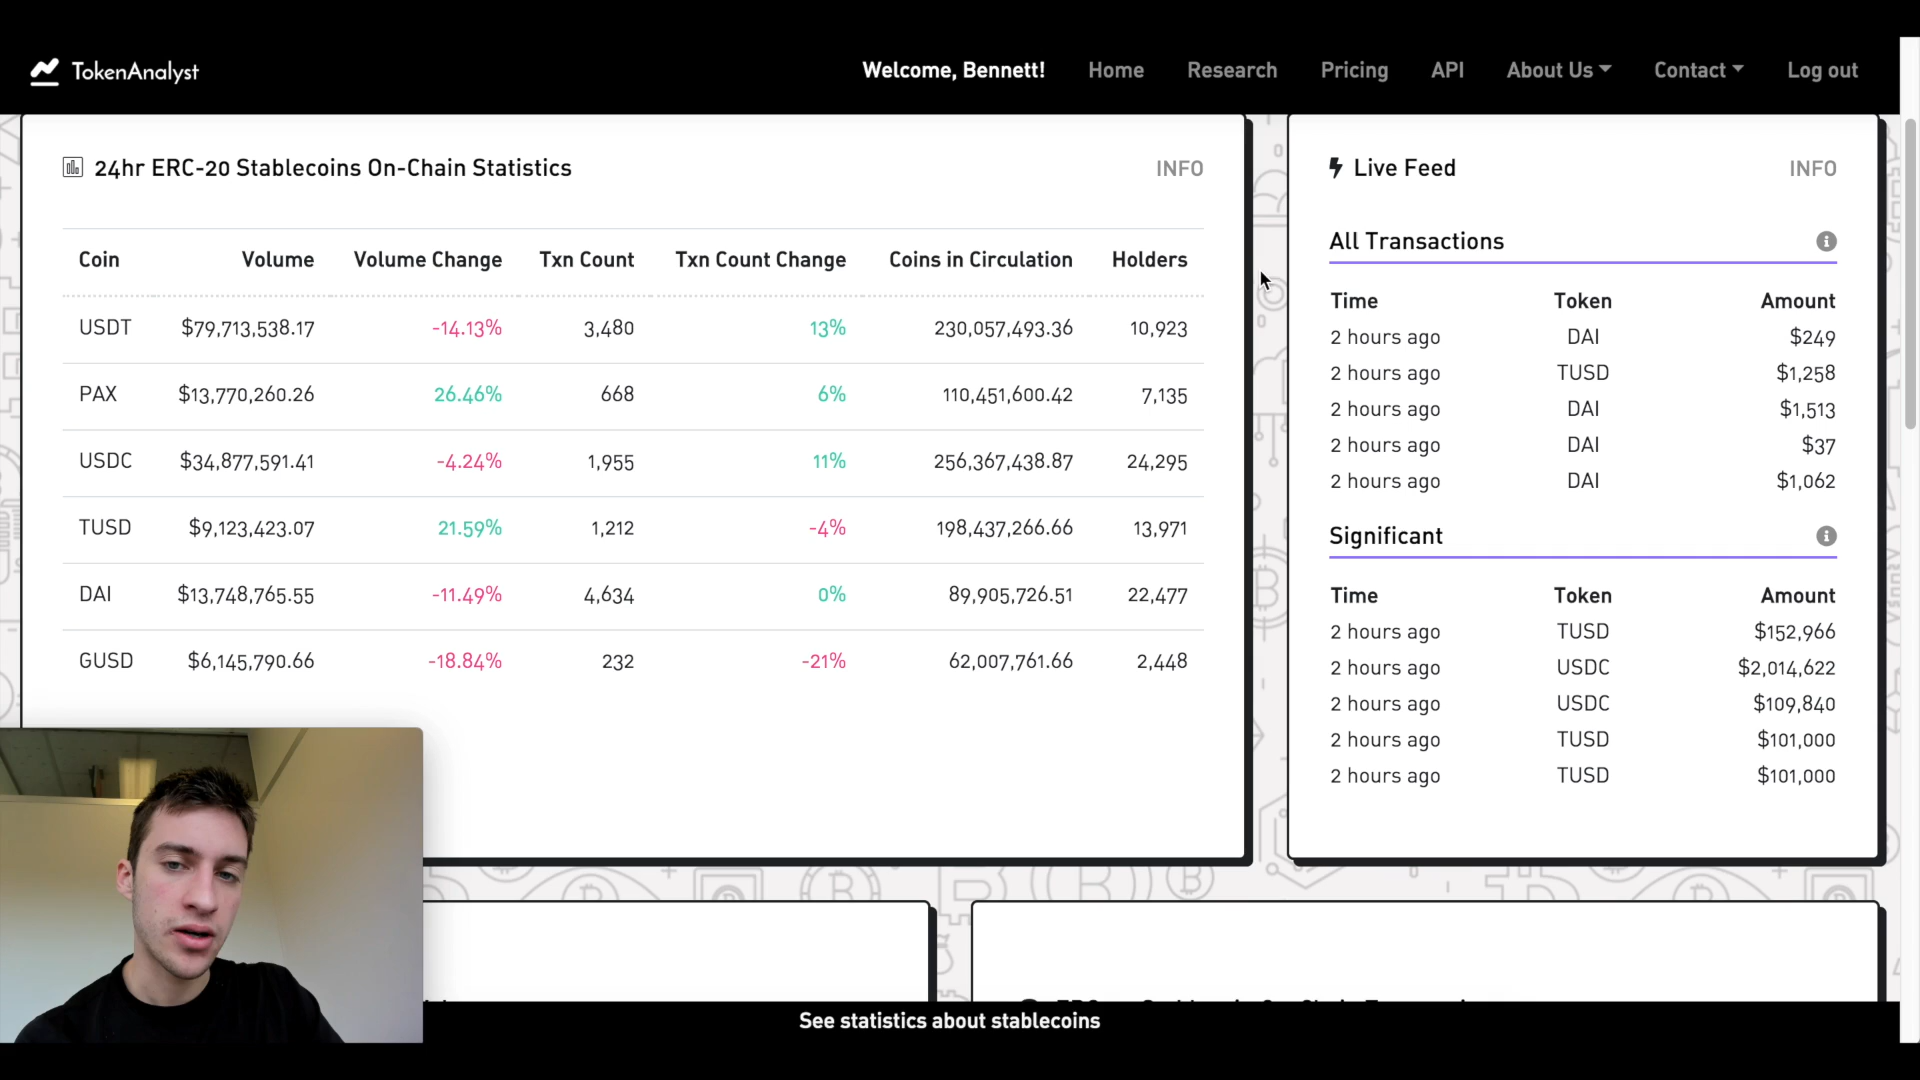 TokenAnalyst
Welcome, Bennett! Home Research Pricing API About Us Contact Log out
24hr ERC-20 Stablecoins On-Chain Statistics INFO
Coin Volume Volume Change Txn Count Txn Count Change Coins in Circulation Holders
USDT $79,713,538.17 -14.13% 3,480 13% 230,057,493.36 10,923
PAX $13,770,260.26 26.46% 668 6% 110,451,600.42 7,135
USDC $34,877,591.41 -4.24% 1,955 11% 256,367,438.87 24,295
TUSD $9,123,423.07 21.59% 1,212 -4% 198,437,266.66 13,971
DAI $13,748,765.55 -11.49% 4,634 0% 89,905,726.51 22,477
GUSD $6,145,790.66 -18.84% 232 -21% 62,007,761.66 2,448
Live Feed INFO
All Transactions
Time Token Amount
2 hours ago DAI $249
2 hours ago TUSD $1,258
2 hours ago DAI $1,513
2 hours ago DAI $37
2 hours ago DAI $1,062
Significant
Time Token Amount
2 hours ago TUSD $152,966
2 hours ago USDC $2,014,622
2 hours ago USDC $109,840
2 hours ago TUSD $101,000
2 hours ago TUSD $101,000
See statistics about stablecoins